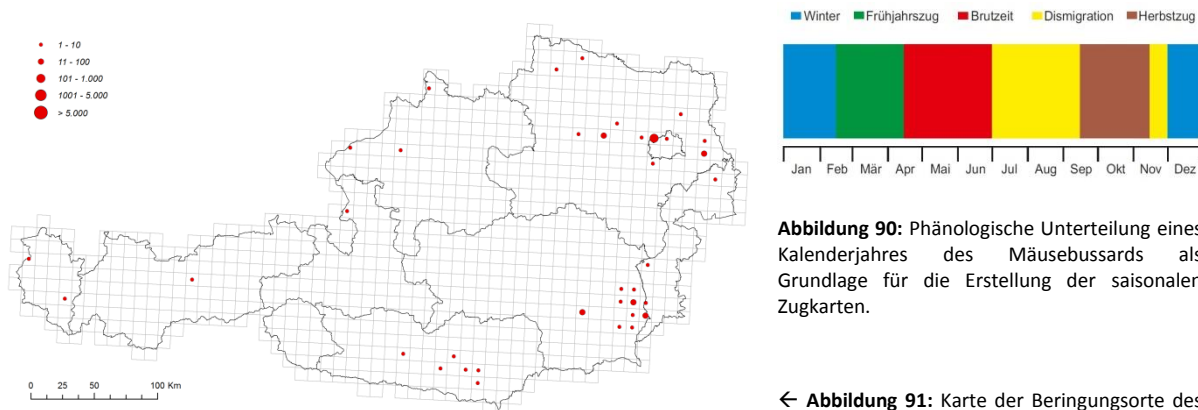 1 - 10
11 - 100
101 - 1.000
1001 - 5.000
> 5.000
0 25 50 100 Km
Winter Frühjahrszug Brutzeit Dismigration Herbstzug
Jan Feb Mär Apr Mai Jun Jul Aug Sep Okt Nov Dez
Abbildung 90: Phänologische Unterteilung eines
Kalenderjahres des Mäusebussards als
Grundlage für die Erstellung der saisonalen
Zugkarten.
← Abbildung 91: Karte der Beringungsorte des